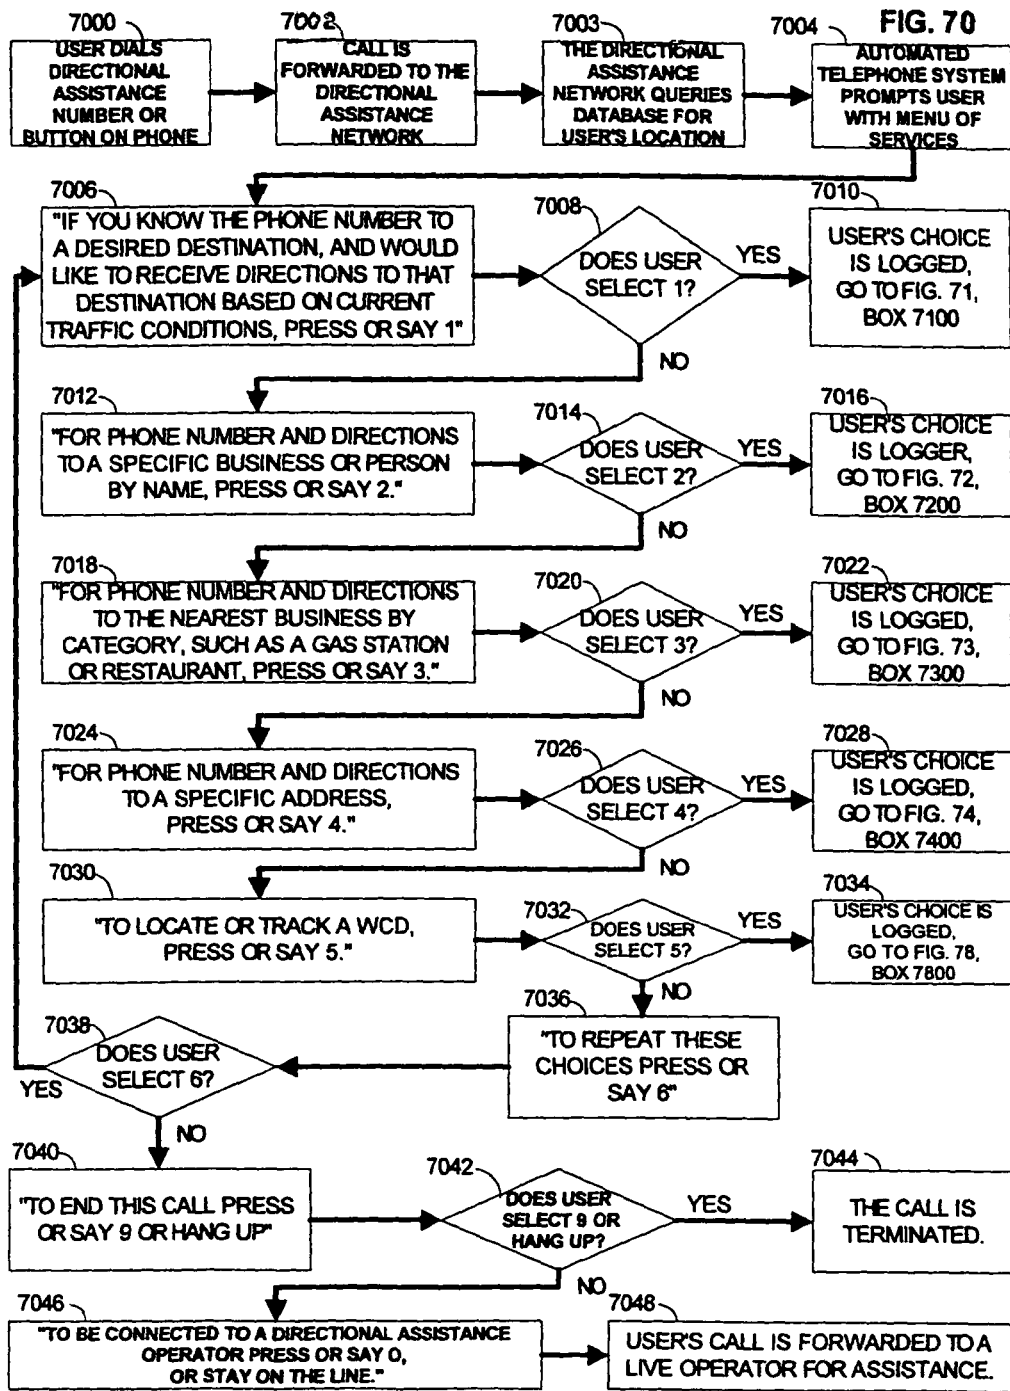 FIG. 70
7000
USER DIALS
DIRECTIONAL
ASSISTANCE
NUMBER OR
BUTTON ON PHONE
7002
CALL IS
FORWARDED TO THE
DIRECTIONAL
ASSISTANCE
NETWORK
7003
THE DIRECTIONAL
ASSISTANCE
NETWORK QUERIES
DATABASE FOR
USER'S LOCATION
7004
AUTOMATED
TELEPHONE SYSTEM
PROMPTS USER
WITH MENU OF
SERVICES
7006
"IF YOU KNOW THE PHONE NUMBER TO
A DESIRED DESTINATION, AND WOULD
LIKE TO RECEIVE DIRECTIONS TO THAT
DESTINATION BASED ON CURRENT
TRAFFIC CONDITIONS, PRESS OR SAY 1"
7008
DOES USER
SELECT 1?
YES
NO
7010
USER'S CHOICE
IS LOGGED,
GO TO FIG. 71,
BOX 7100
7012
"FOR PHONE NUMBER AND DIRECTIONS
TO A SPECIFIC BUSINESS OR PERSON
BY NAME, PRESS OR SAY 2."
7014
DOES USER
SELECT 2?
YES
NO
7016
USER'S CHOICE
IS LOGGER,
GO TO FIG. 72,
BOX 7200
7018
"FOR PHONE NUMBER AND DIRECTIONS
TO THE NEAREST BUSINESS BY
CATEGORY, SUCH AS A GAS STATION
OR RESTAURANT, PRESS OR SAY 3."
7020
DOES USER
SELECT 3?
YES
NO
7022
USER'S CHOICE
IS LOGGED,
GO TO FIG. 73,
BOX 7300
7024
"FOR PHONE NUMBER AND DIRECTIONS
TO A SPECIFIC ADDRESS,
PRESS OR SAY 4."
7026
DOES USER
SELECT 4?
YES
NO
7028
USER'S CHOICE
IS LOGGED,
GO TO FIG. 74,
BOX 7400
7030
"TO LOCATE OR TRACK A WCD,
PRESS OR SAY 5."
7032
DOES USER
SELECT 5?
YES
NO
7034
USER'S CHOICE IS
LOGGED,
GO TO FIG. 78,
BOX 7800
7036
"TO REPEAT THESE
CHOICES PRESS OR
SAY 6"
7038
DOES USER
SELECT 6?
YES
NO
7040
"TO END THIS CALL PRESS
OR SAY 9 OR HANG UP"
7042
DOES USER
SELECT 9 OR
HANG UP?
YES
NO
7044
THE CALL IS
TERMINATED.
7046
"TO BE CONNECTED TO A DIRECTIONAL ASSISTANCE
OPERATOR PRESS OR SAY 0,
OR STAY ON THE LINE."
7048
USER'S CALL IS FORWARDED TO A
LIVE OPERATOR FOR ASSISTANCE.